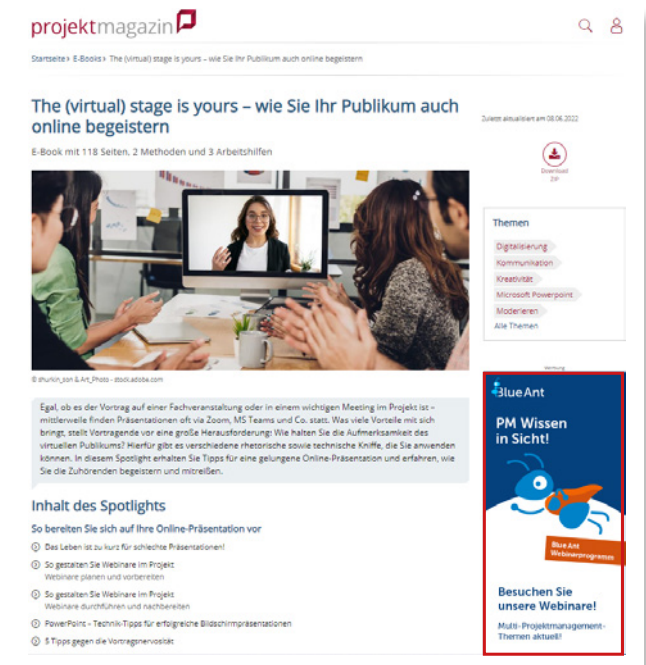 projektmagazin
Startseite › E-Books › The (virtual) stage is yours – wie Sie Ihr Publikum auch online begeistern
The (virtual) stage is yours – wie Sie Ihr Publikum auch
online begeistern
E-Book mit 118 Seiten, 2 Methoden und 3 Arbeitshilfen
© shurkin_son & Art_Photo - stock.adobe.com
Egal, ob es der Vortrag auf einer Fachveranstaltung oder in einem wichtigen Meeting im Projekt ist –
mittlerweile finden Präsentationen oft via Zoom, MS Teams und Co. statt. Was viele Vorteile mit sich
bringt, stellt Vortragende vor eine große Herausforderung: Wie halten Sie die Aufmerksamkeit des
virtuellen Publikums? Hierfür gibt es verschiedene rhetorische sowie technische Kniffe, die Sie anwenden
können. In diesem Spotlight erhalten Sie Tipps für eine gelungene Online-Präsentation und erfahren, wie
Sie die Zuhörenden begeistern und mitreißen.
Inhalt des Spotlights
So bereiten Sie sich auf Ihre Online-Präsentation vor
Das Leben ist zu kurz für schlechte Präsentationen!
So gestalten Sie Webinare im Projekt
Webinare planen und vorbereiten
So gestalten Sie Webinare im Projekt
Webinare durchführen und nachbereiten
PowerPoint – Technik-Tipps für erfolgreiche Bildschirmpräsentationen
5 Tipps gegen die Vortragsnervosität
Zuletzt aktualisiert am 08.06.2022
Download
ZIP
Themen
Digitalisierung
Kommunikation
Kreativität
Microsoft Powerpoint
Moderieren
Alle Themen
Werbung
Blue Ant
PM Wissen
in Sicht!
Blue Ant
Webinarprogramm
Besuchen Sie
unsere Webinare!
Multi-Projektmanagement-
Themen aktuell!